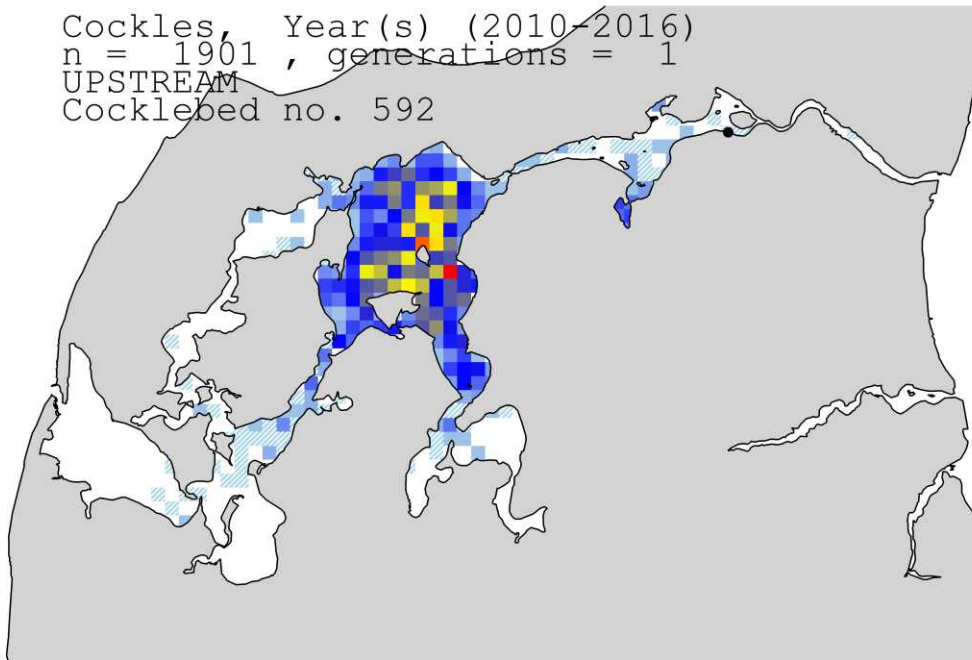 Cockles, Year(s) (2010-2016)
n = 1901 , generations = 1
UPSTREAM
Cocklebed no. 592